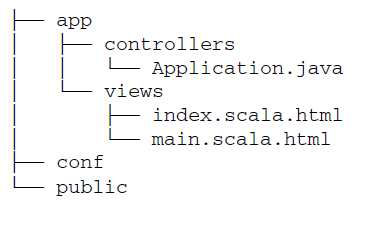 ├── app
│   ├── controllers
│   │   └── Application.java
│   └── views
│       ├── index.scala.html
│       └── main.scala.html
├── conf
└── public